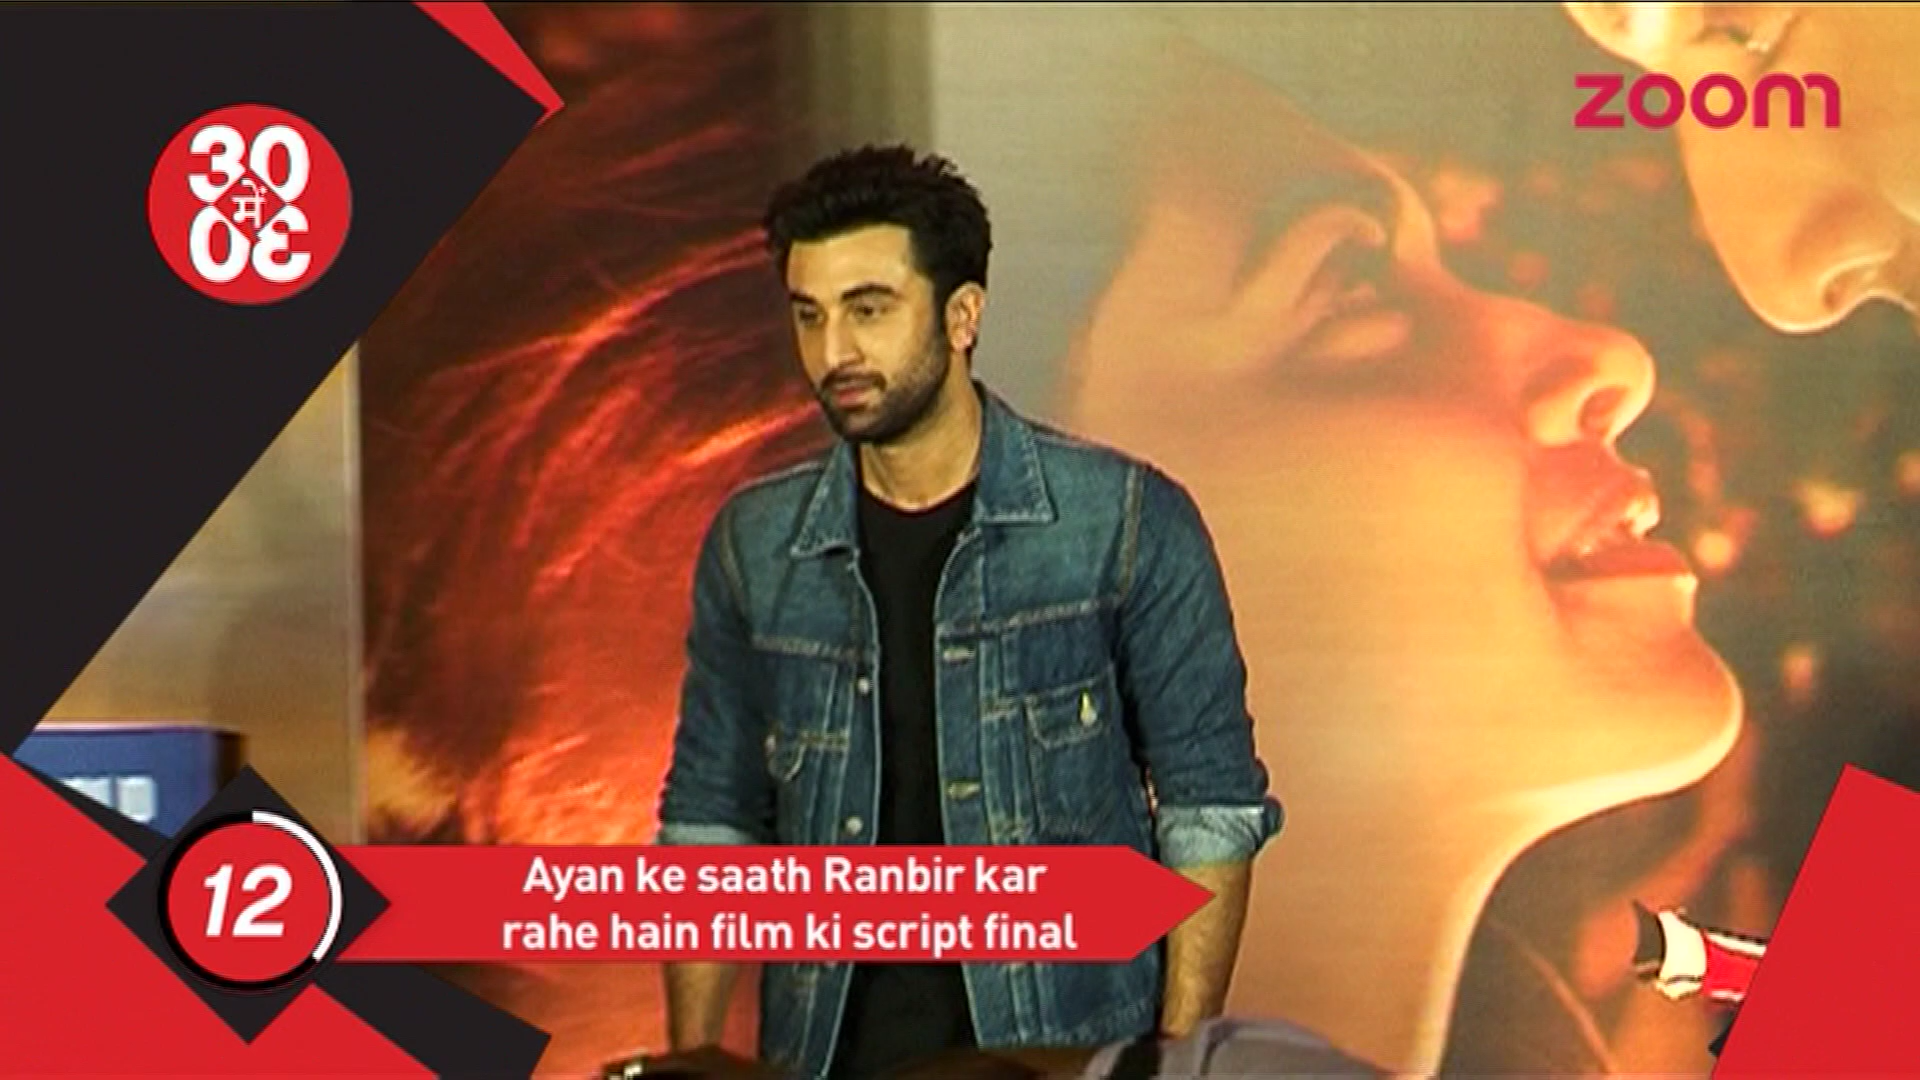 zoom
30
में
30
12
Ayan ke saath Ranbir kar
rahe hain film ki script final